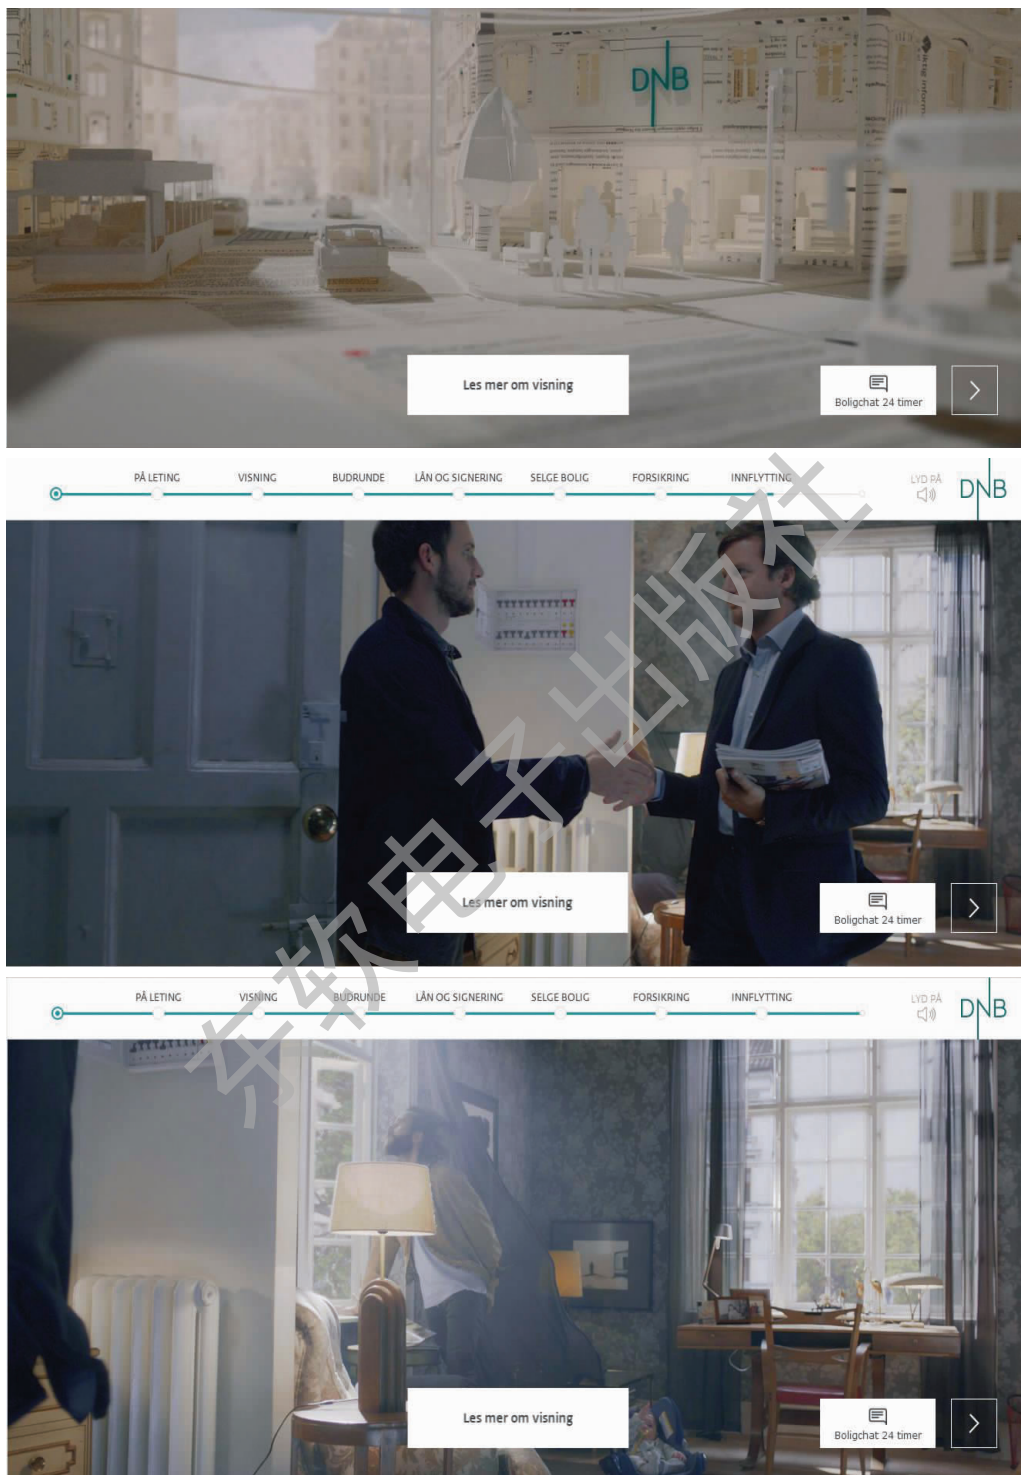 DNB
Les mer om visning
Boligchat 24 timer
PÅ LETING
VISNING
BUDRUNDE
LÅN OG SIGNERING
SELGE BOLIG
FORSIKRING
INNFLYTTING
LYD PÅ
DNB
Les mer om visning
Boligchat 24 timer
PÅ LETING
VISNING
BUDRUNDE
LÅN OG SIGNERING
SELGE BOLIG
FORSIKRING
INNFLYTTING
LYD PÅ
DNB
Les mer om visning
Boligchat 24 timer
东软电子出版社